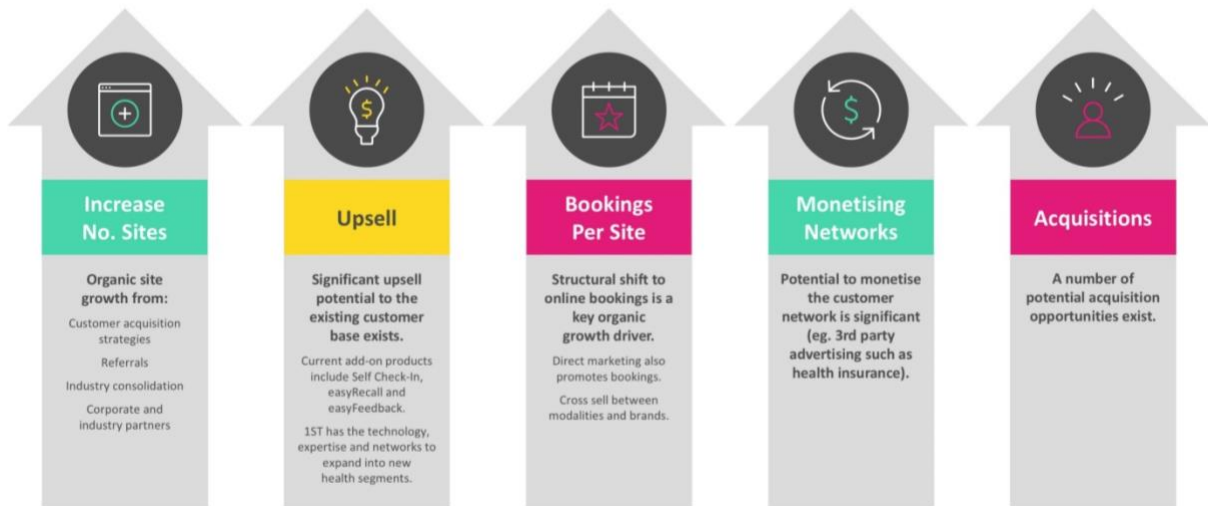 Increase
No. Sites
Organic site
growth from:
Customer acquisition
strategies
Referrals
Industry consolidation
Corporate and
industry partners
$
Upsell
Significant upsell
potential to the
existing customer
base exists.
Current add-on products
include Self Check-In,
easyRecall and
easyFeedback.
1ST has the technology,
expertise and networks to
expand into new
health segments.
Bookings
Per Site
Structural shift to
online bookings is a
key organic
growth driver.
Direct marketing also
promotes bookings.
Cross sell between
modalities and brands.
$
Monetising
Networks
Potential to monetise
the customer
network is significant
(eg. 3rd party
advertising such as
health insurance).
Acquisitions
A number of
potential acquisition
opportunities exist.